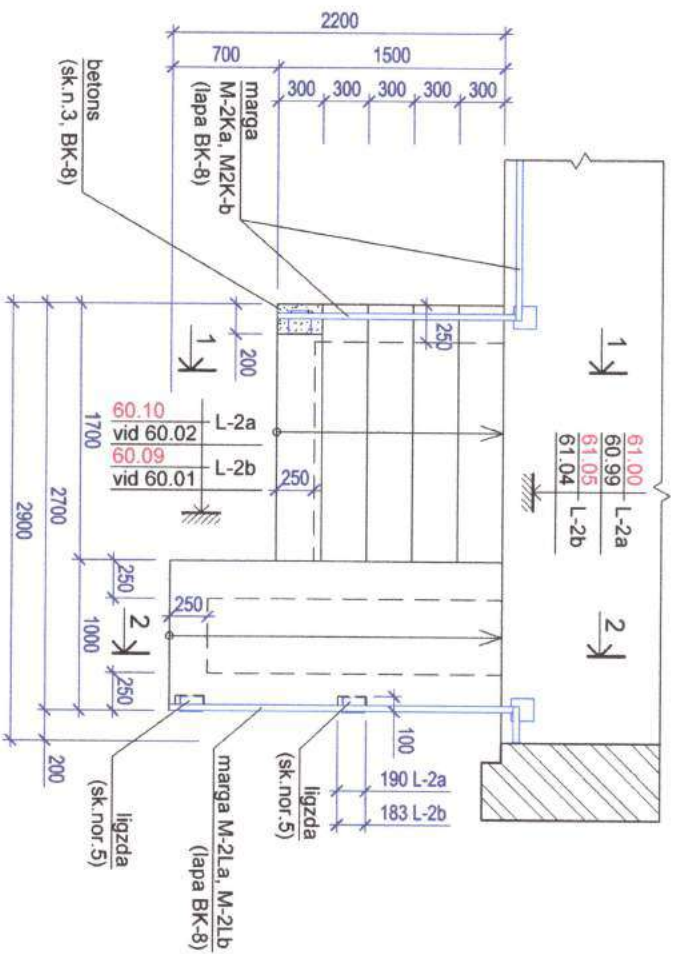 2200
700
1500
300
300
300
300
300
marga
M-2Ka, M2K-b
(lapa BK-8)
betons
(sk.n.3, BK-8)
250
200
1
1
61.00
60.99
L-2a
61.05
61.04
L-2b
60.10
vid 60.02
L-2a
60.09
vid 60.01
L-2b
250
1700
2700
2900
250
1000
250
250
200
2
2
100
190 L-2a
183 L-2b
ligzda
(sk.nor.5)
marga M-2La, M-2Lb
(lapa BK-8)
ligzda
(sk.nor.5)